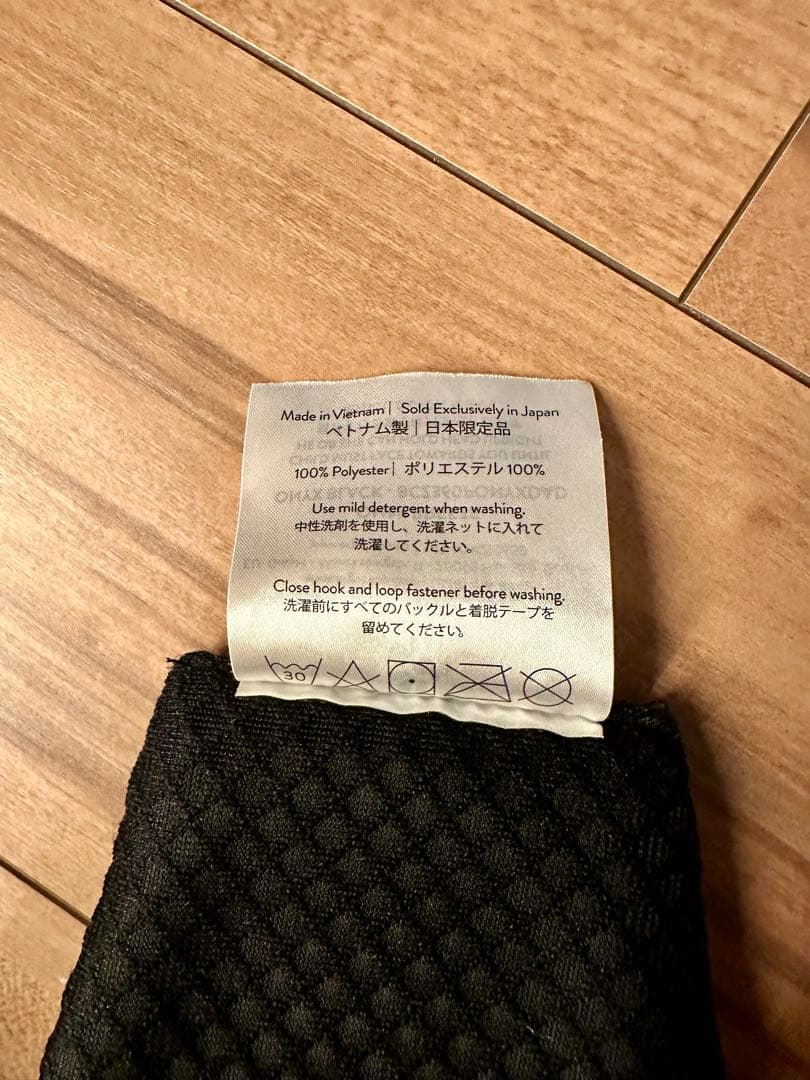 Made in Vietnam | Sold Exclusively in Japan
ベトナム製 | 日本限定品
100% Polyester | ポリエステル 100%
Use mild detergent when washing.
中性洗剤を使用し、洗濯ネットに入れて
洗濯してください。
Close hook and loop fastener before washing.
洗濯前にすべてのバックルと着脱テープを
留めてください。
30